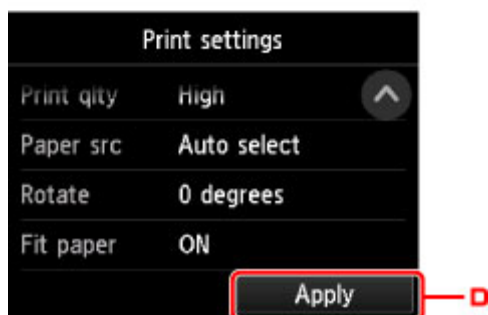 Print settings
Print qlty High
Paper src Auto select
Rotate 0 degrees
Fit paper ON
Apply
D